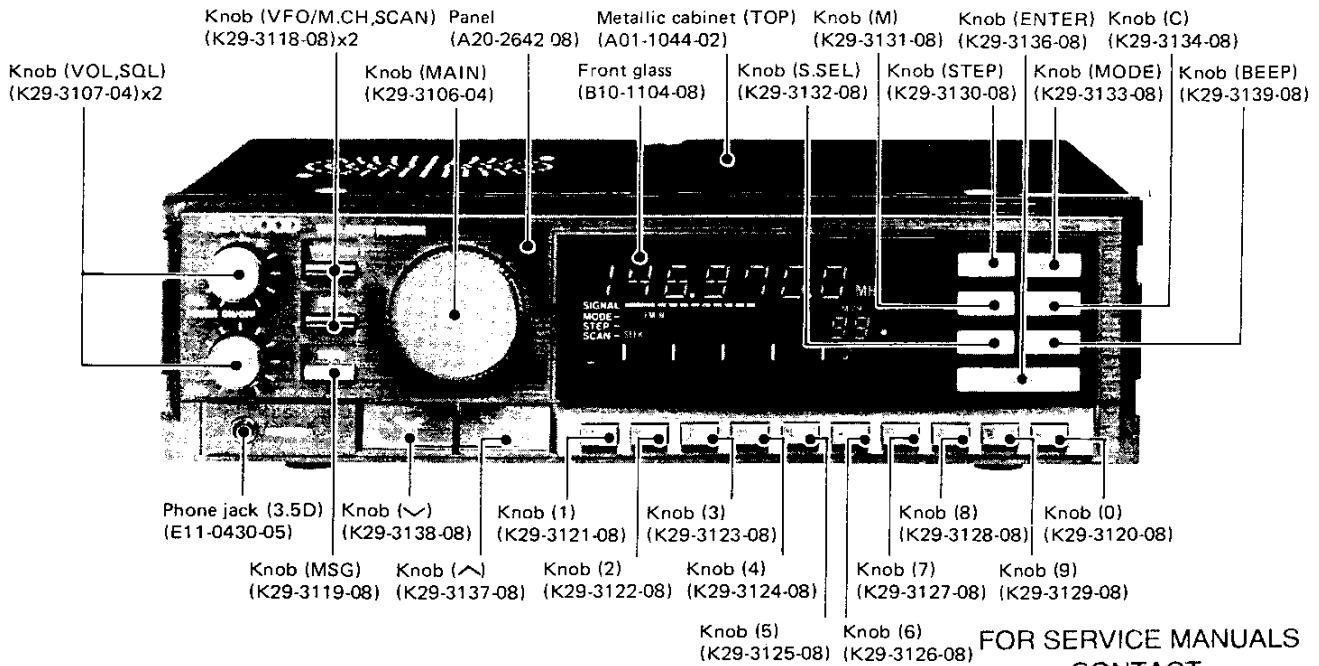 Knob (VFO/M.CH,SCAN)
(K29-3118-08)x2
Panel
(A20-2642 08)
Metallic cabinet (TOP)
(A01-1044-02)
Knob (M)
(K29-3131-08)
Knob (ENTER)
(K29-3136-08)
Knob (C)
(K29-3134-08)
Knob (VOL,SQL)
(K29-3107-04)x2
Knob (MAIN)
(K29-3106-04)
Front glass
(B10-1104-08)
Knob (S.SEL)
(K29-3132-08)
Knob (STEP)
(K29-3130-08)
Knob (MODE)
(K29-3133-08)
Knob (BEEP)
(K29-3139-08)
146.9700 MH
SIGNAL
MODE - FM N
STEP -
SCAN - SEEK
ON/OFF
Phone jack (3.5D)
(E11-0430-05)
Knob (﹀)
(K29-3138-08)
Knob (1)
(K29-3121-08)
Knob (3)
(K29-3123-08)
Knob (8)
(K29-3128-08)
Knob (0)
(K29-3120-08)
Knob (MSG)
(K29-3119-08)
Knob (︿)
(K29-3137-08)
Knob (2)
(K29-3122-08)
Knob (4)
(K29-3124-08)
Knob (7)
(K29-3127-08)
Knob (9)
(K29-3129-08)
Knob (5)
(K29-3125-08)
Knob (6)
(K29-3126-08)
FOR SERVICE MANUALS
CONTACT